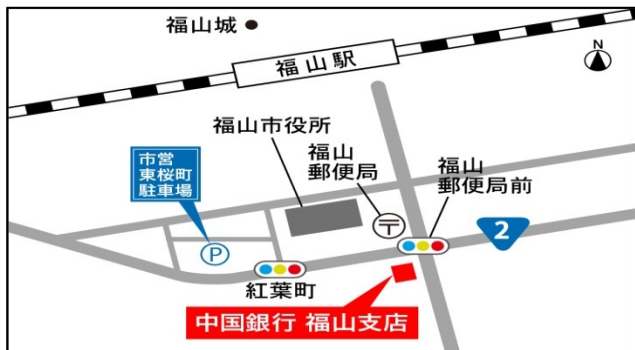 福山城
福山駅
N
福山市役所
市営
東桜町
駐車場
福山
郵便局
福山
郵便局前
〒
P
2
紅葉町
中国銀行 福山支店